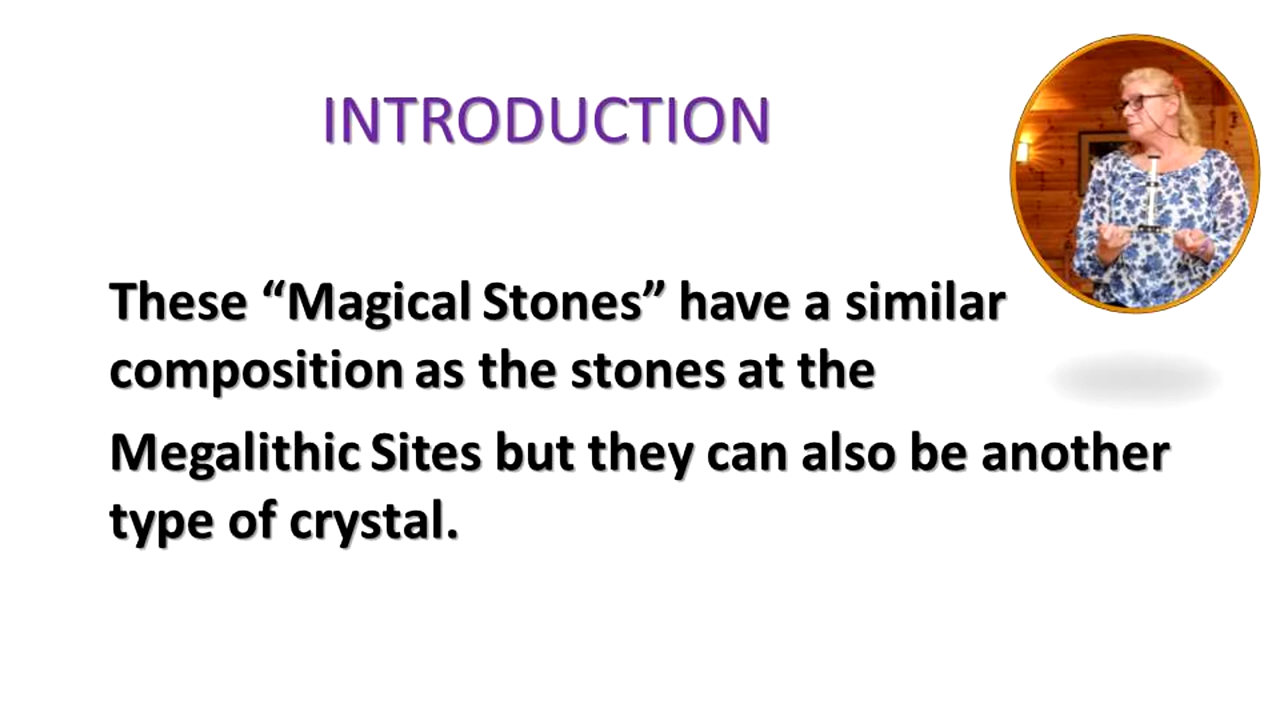 INTRODUCTION
These “Magical Stones” have a similar
composition as the stones at the
Megalithic Sites but they can also be another
type of crystal.